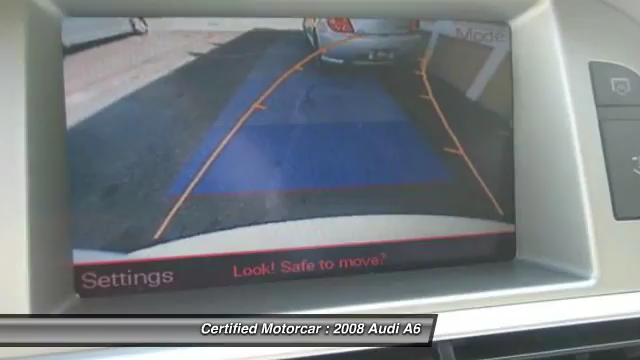 Mode
Settings
Look! Safe to move?
Certified Motorcar : 2008 Audi A6